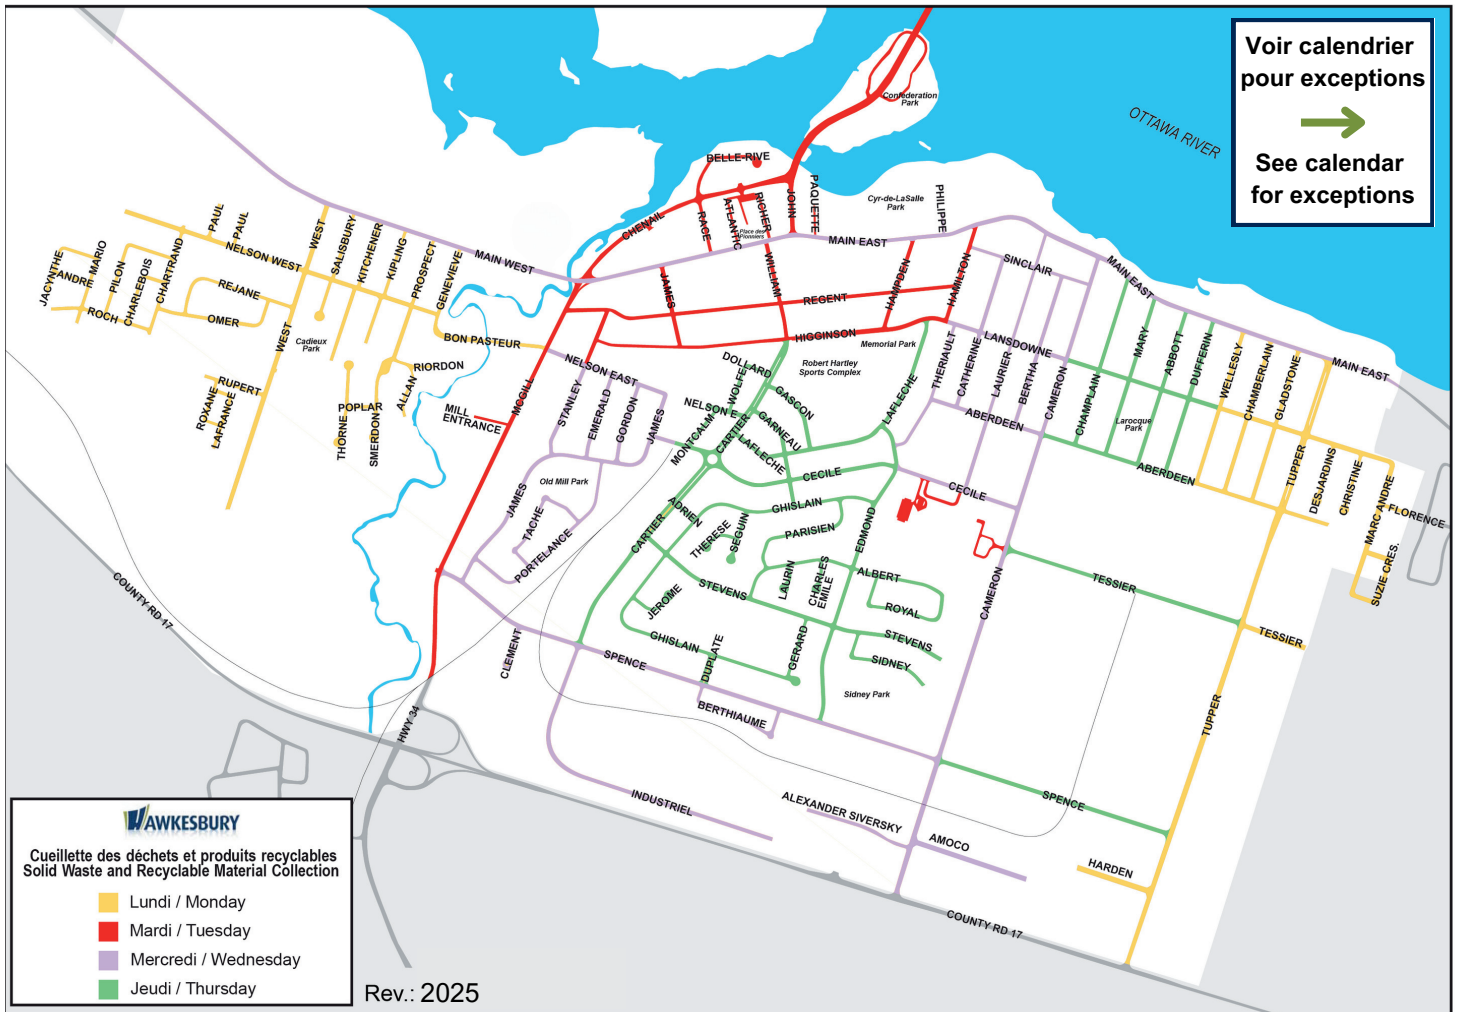 Voir calendrier
pour exceptions
See calendar
for exceptions
OTTAWA RIVER
Confederation
Park
BELLE-RIVE
PAQUETTE
JOHN
RICHER
ATLANTIC
RACE
CHENAIL
Place des
Pionniers
Cyr-de-LaSalle
Park
PHILIPPE
MAIN EAST
MAIN WEST
PAUL
PAUL
NELSON WEST
WEST
SALISBURY
KITCHENER
KIPLING
PROSPECT
GENEVIEVE
JACYNTHE
ANDRE
MARIO
PILON
CHARLEBOIS
CHARTRAND
REJANE
OMER
ROCH
WEST
Cadieux
Park
BON PASTEUR
RIORDON
ALLAN
RUPERT
ROXANE
LAFRANCE
POPLAR
THORNE
SMERDON
MILL
ENTRANCE
MCGILL
JAMES
WILLIAM
REGENT
HAMPDEN
HAMILTON
HIGGINSON
Memorial Park
SINCLAIR
MAIN EAST
LANSDOWNE
THERIAULT
CATHERINE
LAURIER
BERTHA
CAMERON
ABERDEEN
CHAMPLAIN
MARY
ABBOTT
DUFFERIN
WELLESLY
CHAMBERLAIN
GLADSTONE
MAIN EAST
Larocque
Park
ABERDEEN
TUPPER
DESJARDINS
CHRISTINE
MARC ANDRE
FLORENCE
SUZIE CRES.
NELSON EAST
STANLEY
EMERALD
GORDON
JAMES
Old Mill Park
JAMES
TACHE
PORTELANCE
DOLLARD
WOLFE
Robert Hartley
Sports Complex
GASCON
NELSON E
MONTCALM
CARTIER
GARNEAU
LAFLECHE
LAFLECHE
CECILE
CECILE
GHISLAIN
ADRIEN
CARTIER
THERESE
SEGUIN
PARISIEN
EDMOND
LAURIN
CHARLES
EMILE
ALBERT
ROYAL
STEVENS
JEROME
STEVENS
SIDNEY
GHISLAIN
DUPLATE
GERARD
Sidney Park
CAMERON
TESSIER
TESSIER
TUPPER
CLEMENT
SPENCE
BERTHIAUME
SPENCE
INDUSTRIEL
ALEXANDER SIVERSKY
AMOCO
HARDEN
COUNTY RD 17
HWY 34
COUNTY RD 17
HAWKESBURY
Cueillette des déchets et produits recyclables
Solid Waste and Recyclable Material Collection
Lundi / Monday
Mardi / Tuesday
Mercredi / Wednesday
Jeudi / Thursday
Rev.: 2025